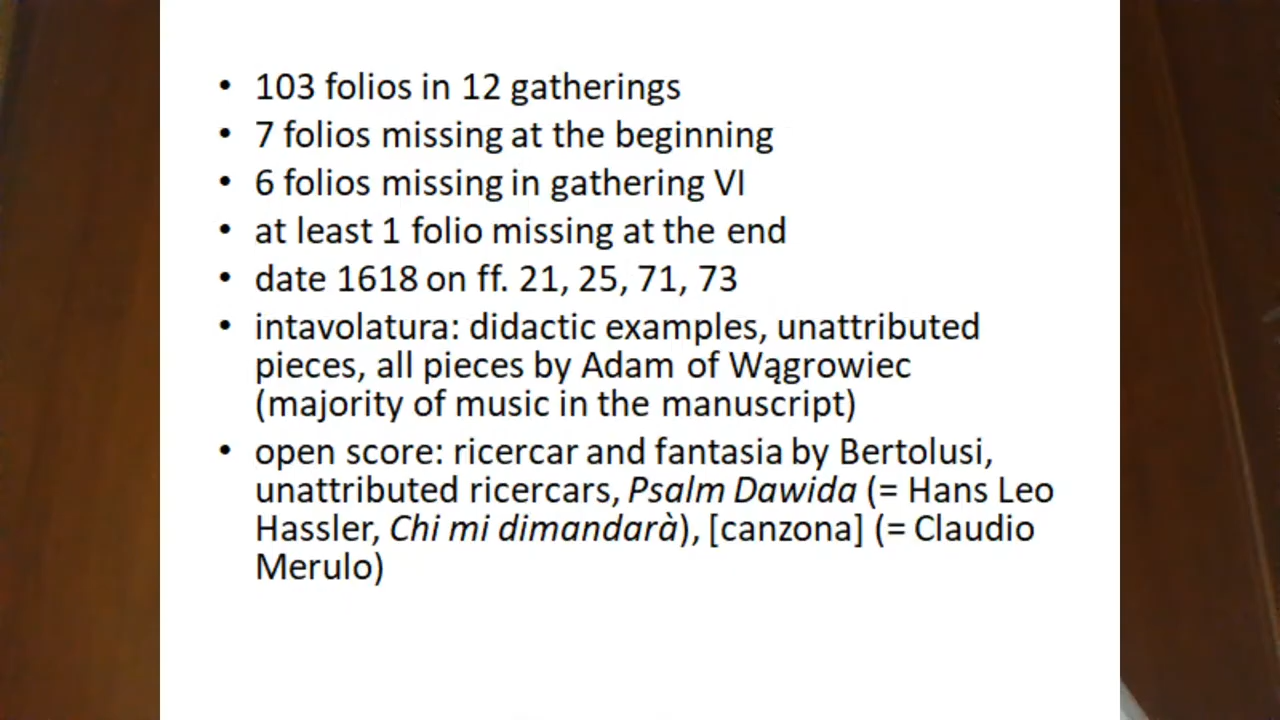 • 103 folios in 12 gatherings
• 7 folios missing at the beginning
• 6 folios missing in gathering VI
• at least 1 folio missing at the end
• date 1618 on ff. 21, 25, 71, 73
• intavolatura: didactic examples, unattributed
pieces, all pieces by Adam of Wągrowiec
(majority of music in the manuscript)
• open score: ricercar and fantasia by Bertolusi,
unattributed ricercars, Psalm Dawida (= Hans Leo
Hassler, Chi mi dimandarà), [canzona] (= Claudio
Merulo)